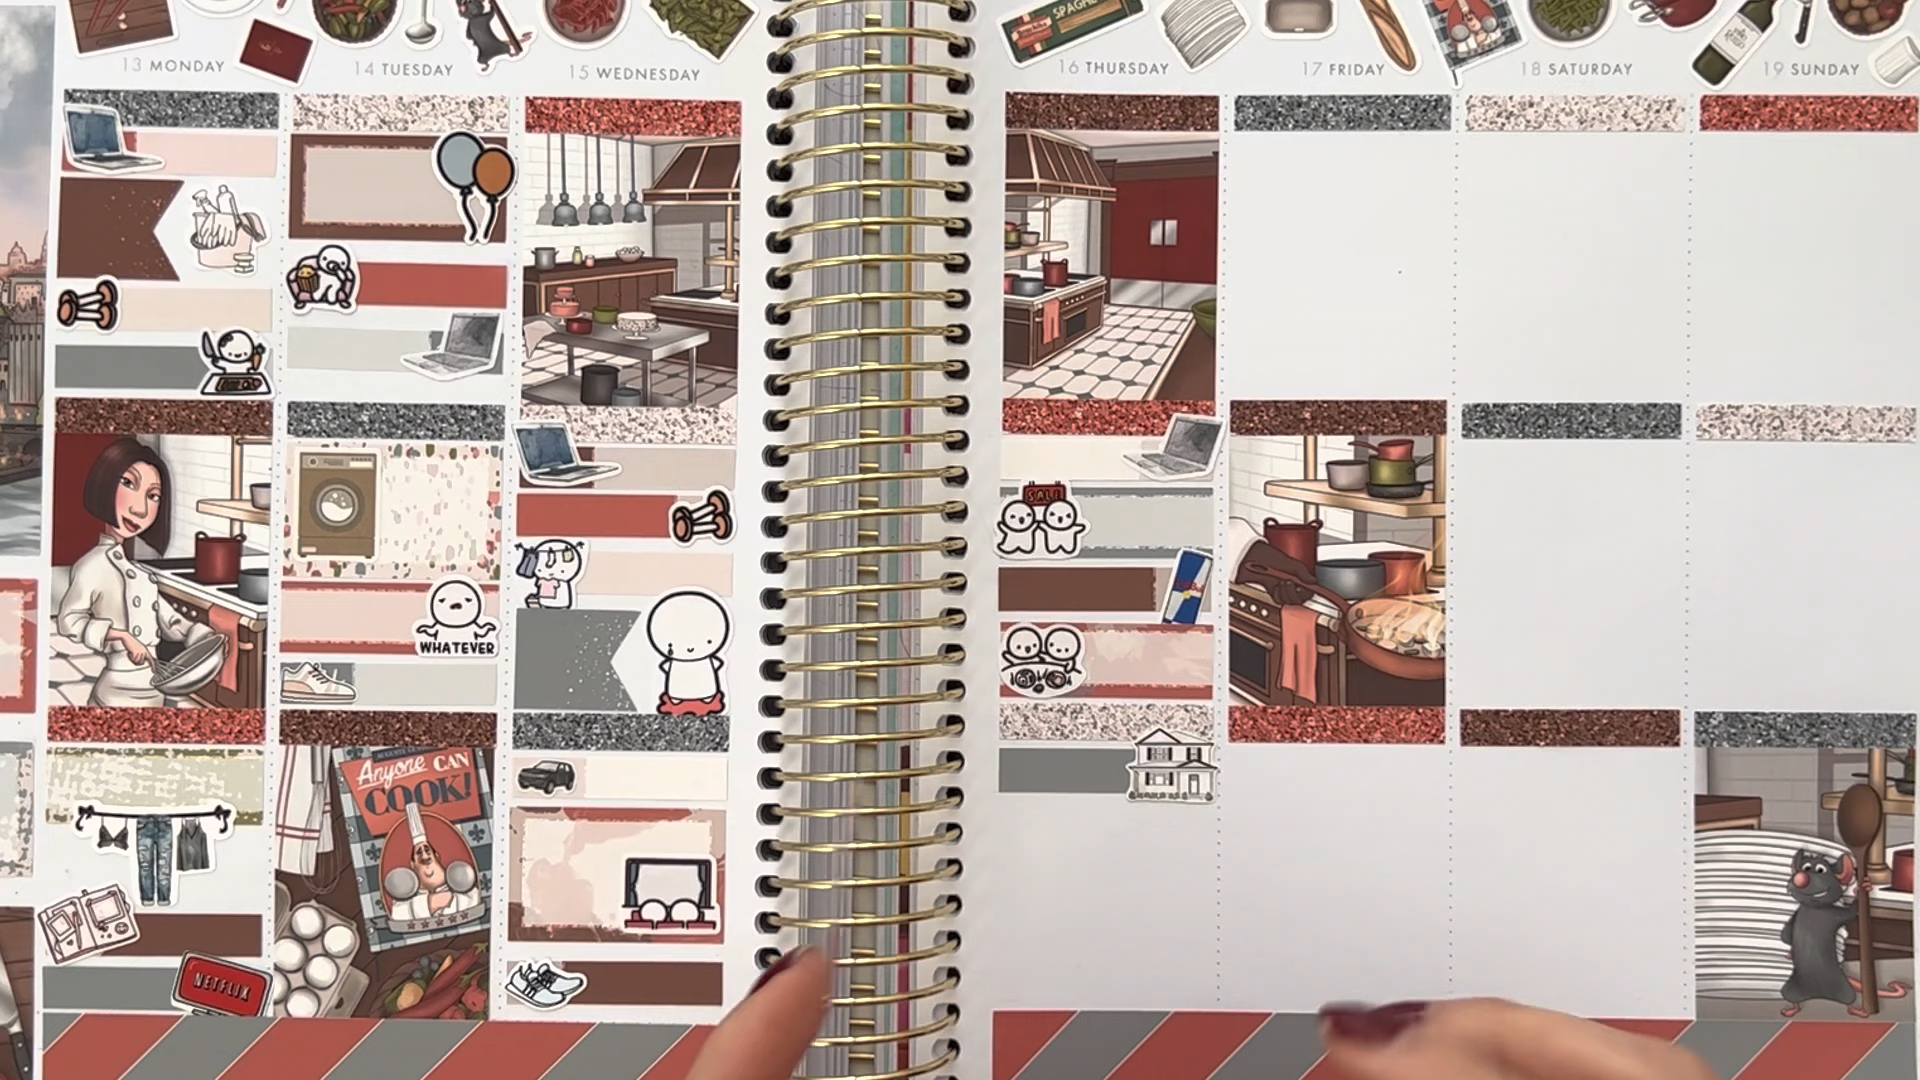 SPAGHE
13 MONDAY
14 TUESDAY
15 WEDNESDAY
16 THURSDAY
17 FRIDAY
18 SATURDAY
19 SUNDAY
SALE
WHATEVER
Anyone CAN
COOK!
NETFLIX